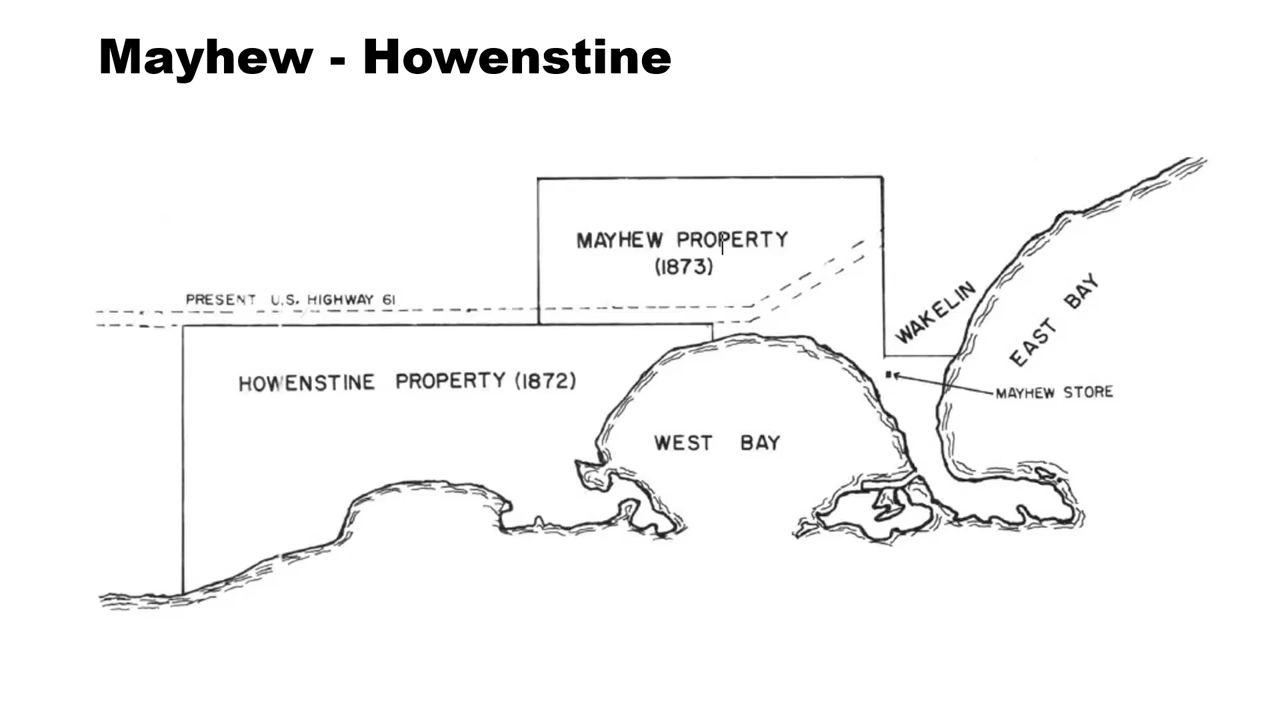 Mayhew - Howenstine
MAYHEW PROPERTY
(1873)
PRESENT U.S. HIGHWAY 61
WAKELIN
EAST BAY
HOWENSTINE PROPERTY (1872)
MAYHEW STORE
WEST BAY